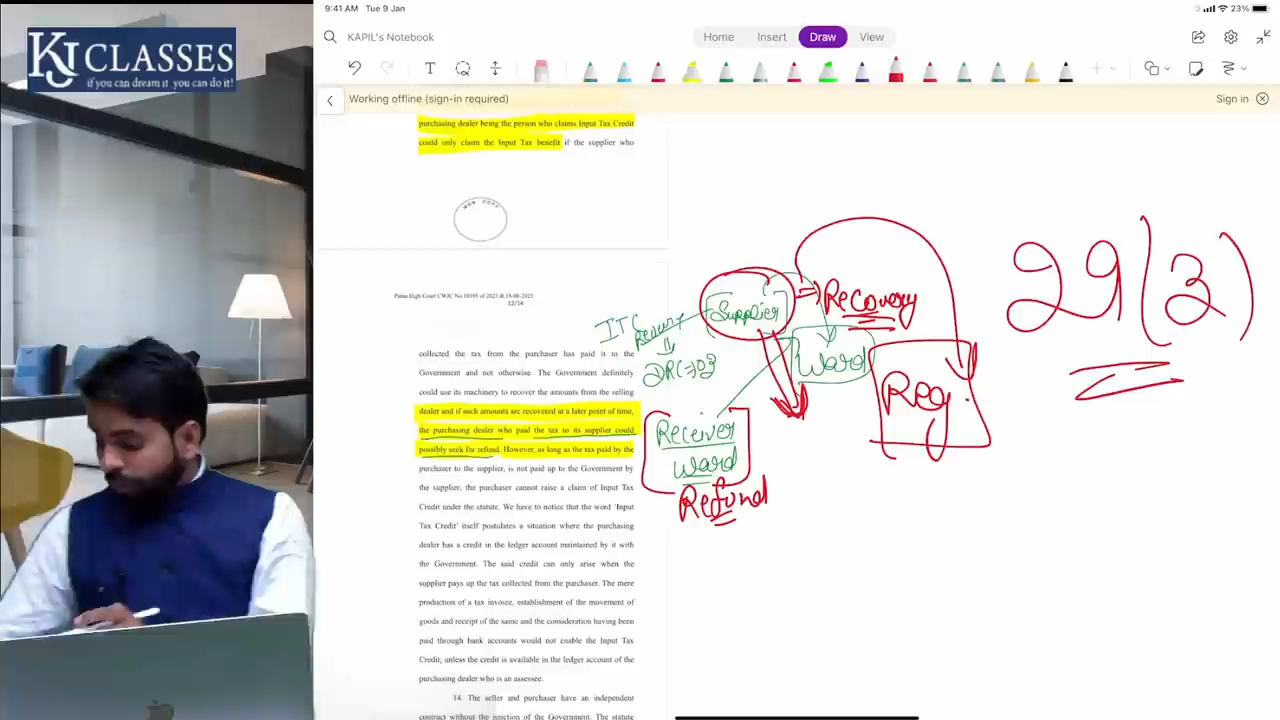 9:41 AM Tue 9 Jan
23%
KJ CLASSES
if you can dream it you can do it!
KAPIL's Notebook
Home Insert Draw View
Working offline (sign-in required)
Sign in
purchasing dealer being the person who claims Input Tax Credit
could only claim the Input Tax benefit if the supplier who
Patna High Court CWJC No.10395 of 2023 dt.18-08-2023
12/14
collected the tax from the purchaser has paid it to the
Government and not otherwise. The Government definitely
could use its machinery to recover the amounts from the selling
dealer and if such amounts are recovered at a later point of time,
the purchasing dealer who paid the tax to its supplier could
possibly seek for refund. However, as long as the tax paid by the
purchaser to the supplier, is not paid up to the Government by
the supplier; the purchaser cannot raise a claim of Input Tax
Credit under the statute. We have to notice that the word 'Input
Tax Credit' itself postulates a situation where the purchasing
dealer has a credit in the ledger account maintained by it with
the Government. The said credit can only arise when the
supplier pays up the tax collected from the purchaser. The mere
production of a tax invoice, establishment of the movement of
goods and receipt of the same and the consideration having been
paid through bank accounts would not enable the Input Tax
Credit; unless the credit is available in the ledger account of the
purchasing dealer who is an assessee.
14. The seller and purchaser have an independent
contract without the junction of the Government. The statute
Supplier
⇒ Recovery
ITC
DRC⇒03
Ward
Reg.
Receiver
Ward
Refund
29(3)